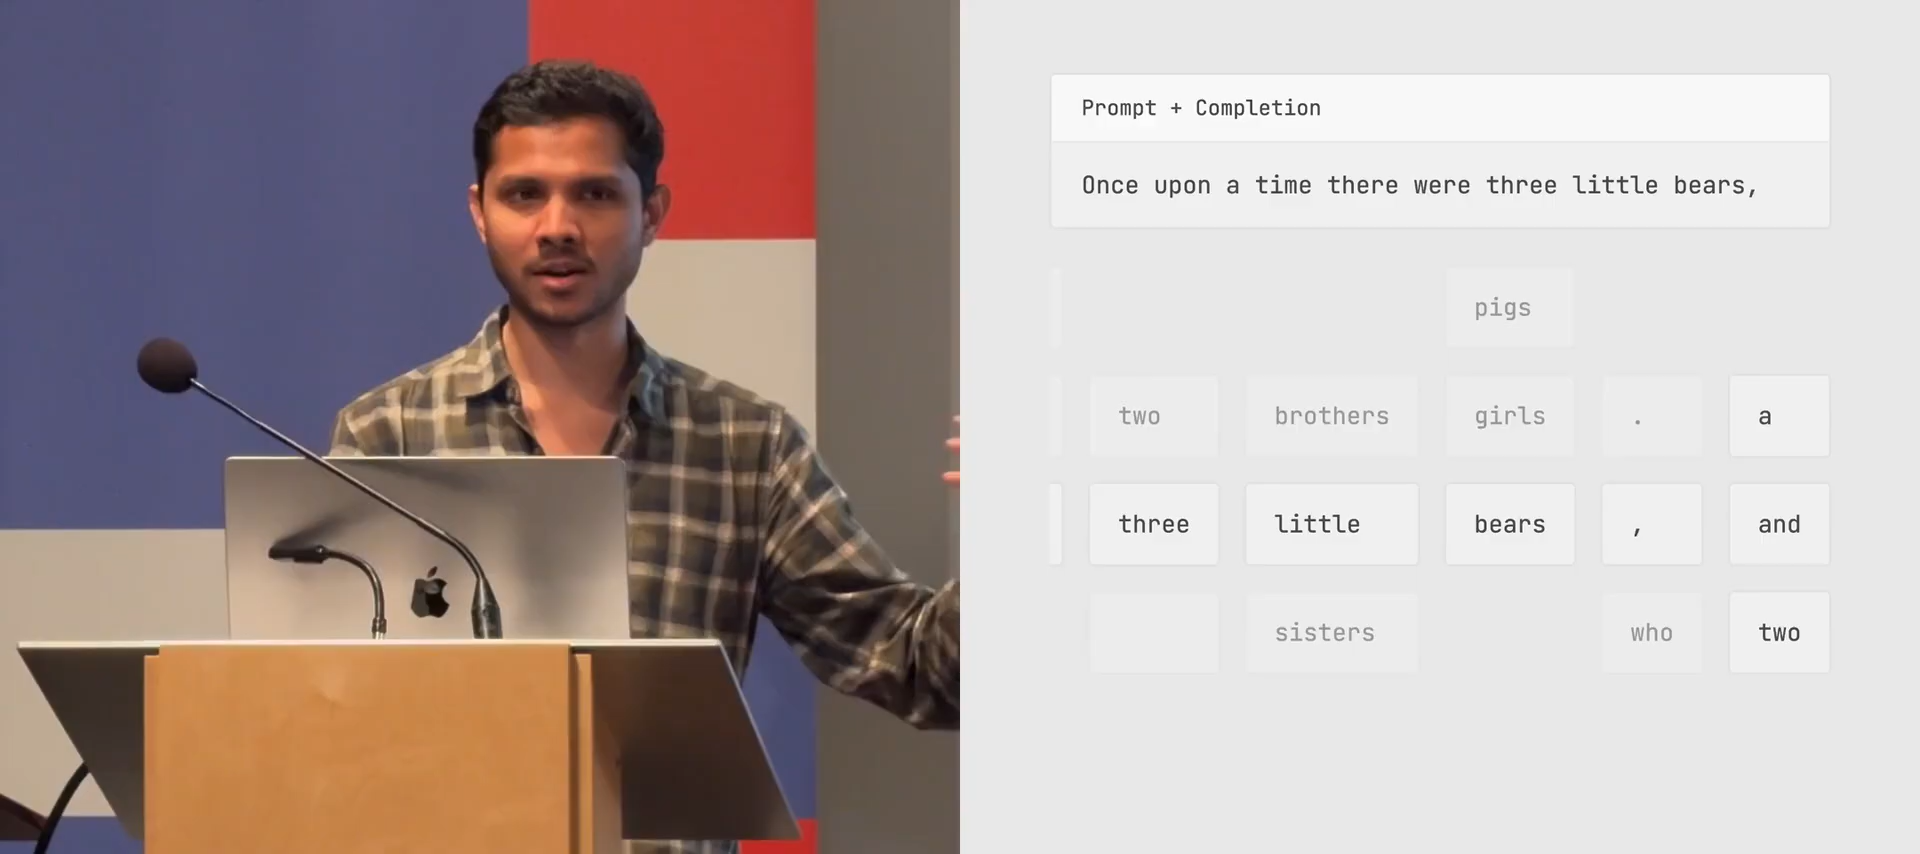 Prompt + Completion
Once upon a time there were three little bears,
pigs
two brothers girls . a
three little bears , and
sisters who two